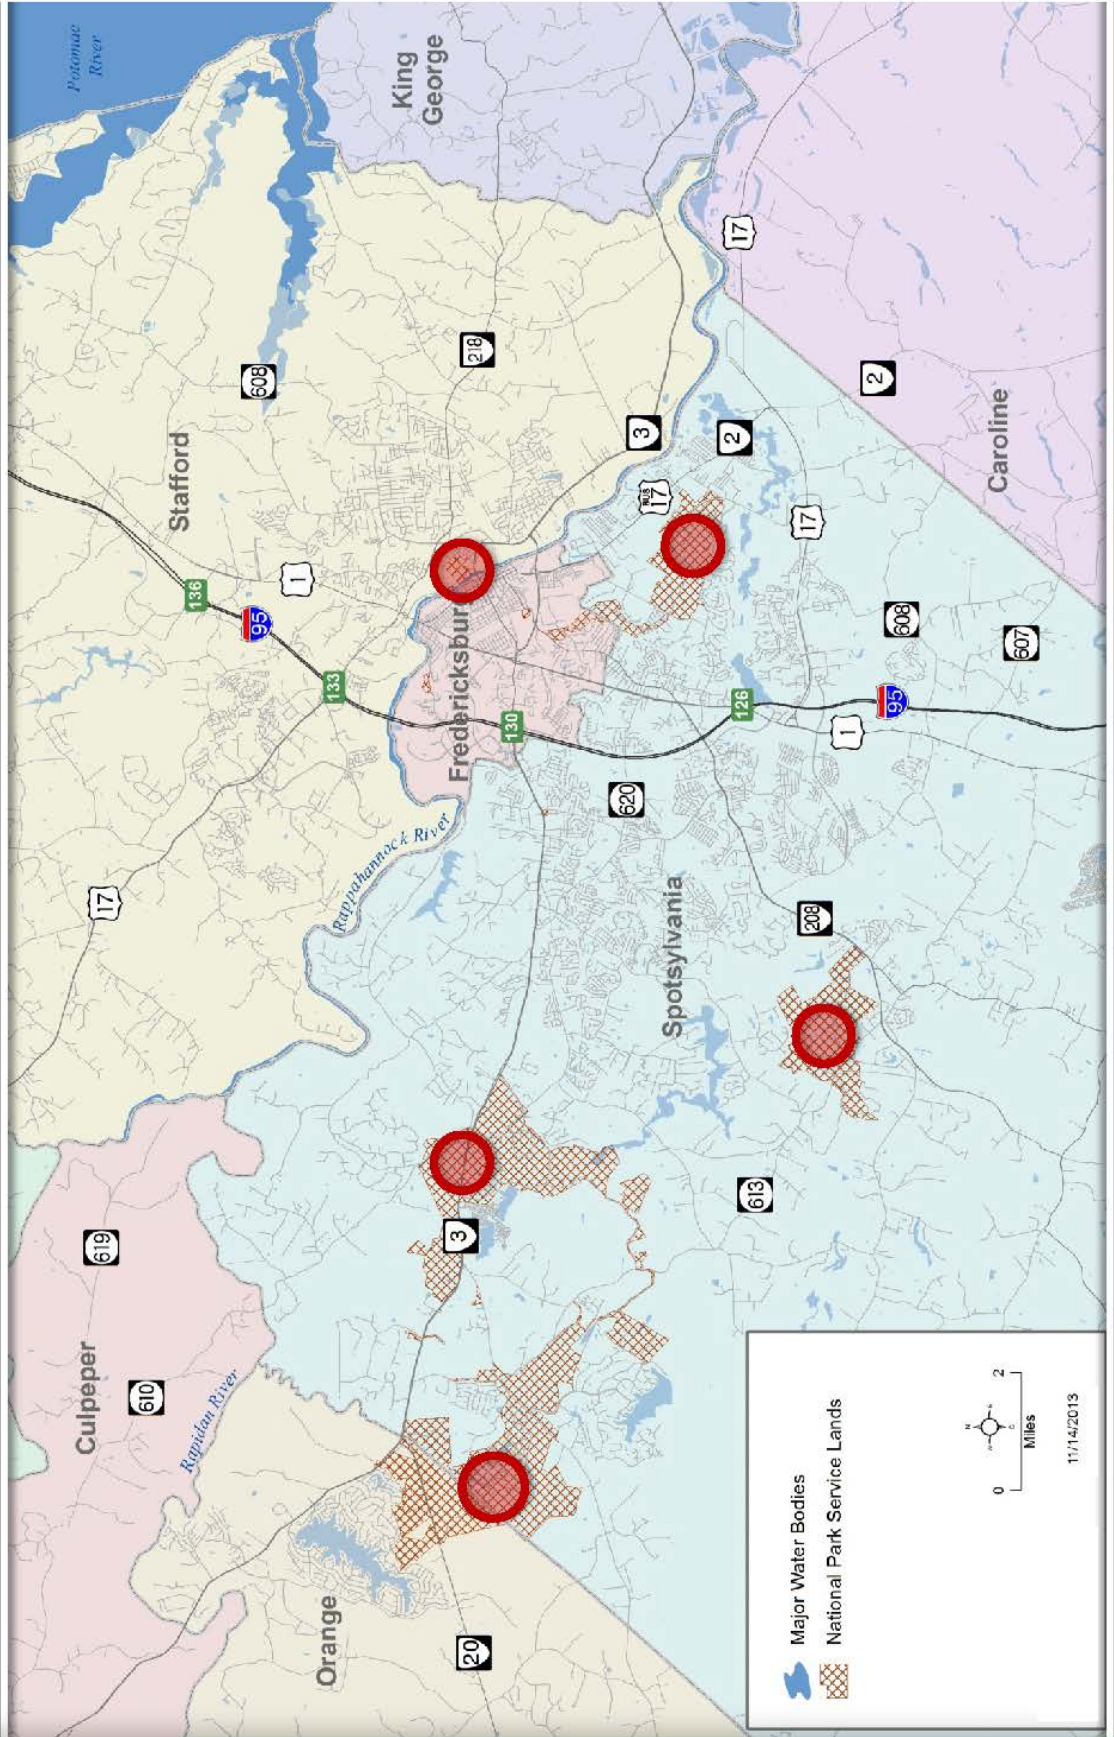 Potomac
River
King
George
Stafford
608
218
17
3
2
2
BUS
17
17
Caroline
136
95
1
133
Fredericksburg
130
126
95
1
608
607
620
17
Rappahannock River
Spotsylvania
208
619
3
613
Culpeper
610
Rapidan River
Orange
20
Major Water Bodies
National Park Service Lands
N
W
E
S
0
2
Miles
11/14/2013